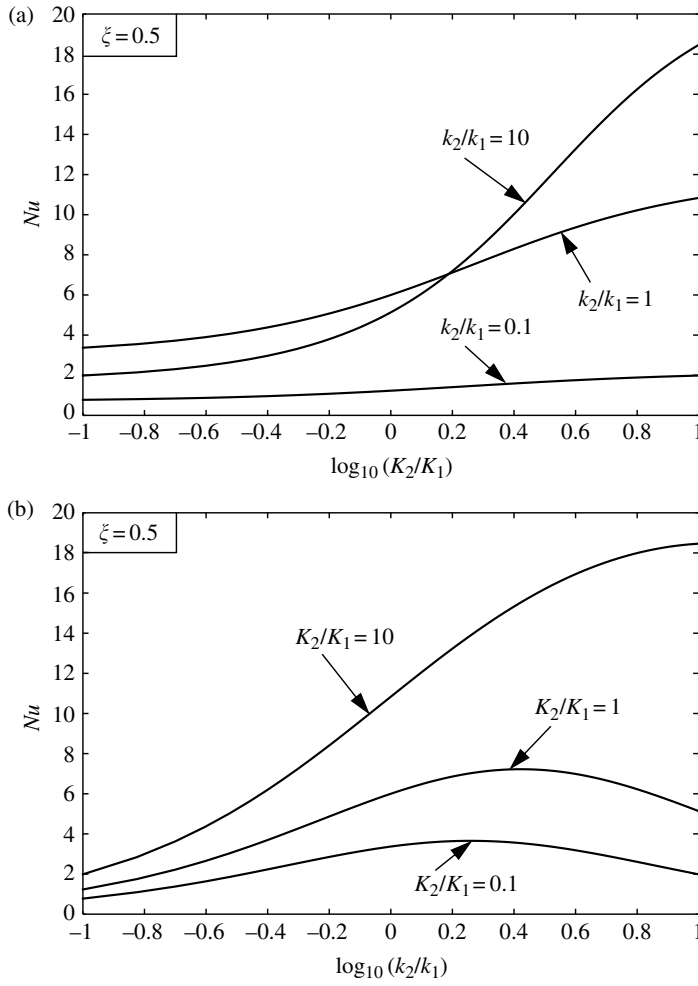 (a)
20
ξ = 0.5
18
16
14
k₂/k₁ = 10
12
Nu
10
8
k₂/k₁ = 1
6
k₂/k₁ = 0.1
4
2
0
−1 −0.8 −0.6 −0.4 −0.2 0 0.2 0.4 0.6 0.8 1
log₁₀ (K₂/K₁)
(b)
20
ξ = 0.5
18
16
14
K₂/K₁ = 10
12
Nu
10
K₂/K₁ = 1
8
6
4
2
K₂/K₁ = 0.1
0
−1 −0.8 −0.6 −0.4 −0.2 0 0.2 0.4 0.6 0.8 1
log₁₀ (k₂/k₁)